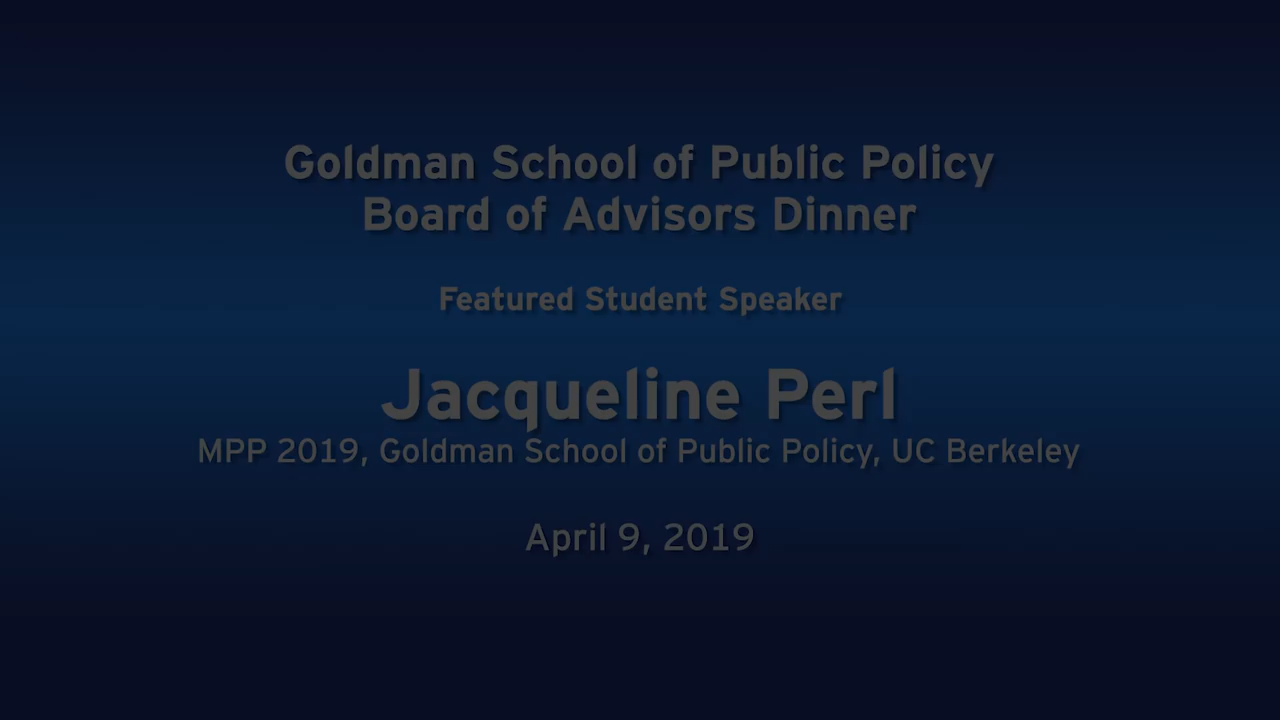 Goldman School of Public Policy
Board of Advisors Dinner
Featured Student Speaker
Jacqueline Perl
MPP 2019, Goldman School of Public Policy, UC Berkeley
April 9, 2019